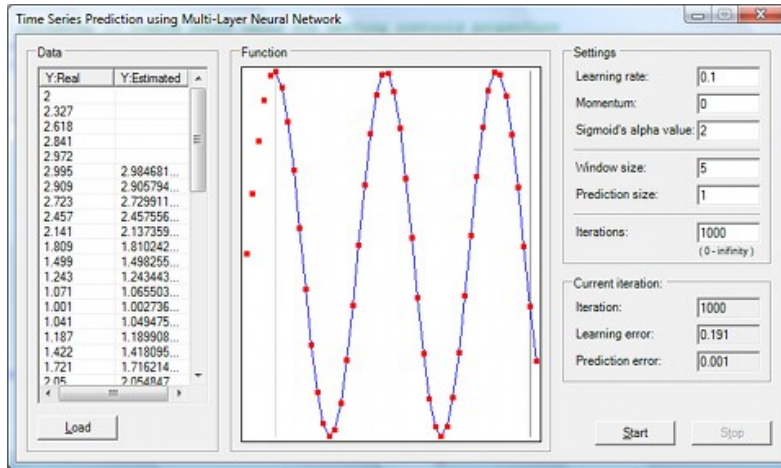 Time Series Prediction using Multi-Layer Neural Network
Data
Y:Real Y:Estimated
2
2.327
2.618
2.841
2.972
2.995 2.984681...
2.909 2.905794...
2.723 2.729911...
2.457 2.457556...
2.141 2.137359...
1.809 1.810242...
1.499 1.498255...
1.243 1.243443...
1.071 1.065503...
1.001 1.002736...
1.041 1.049475...
1.187 1.189908...
1.422 1.418095...
1.721 1.716214...
2.05 2.054847
Load
Function
Settings
Learning rate: 0.1
Momentum: 0
Sigmoid's alpha value: 2
Window size: 5
Prediction size: 1
Iterations: 1000
( 0 - infinity )
Current iteration:
Iteration: 1000
Learning error: 0.191
Prediction error: 0.001
Start Stop